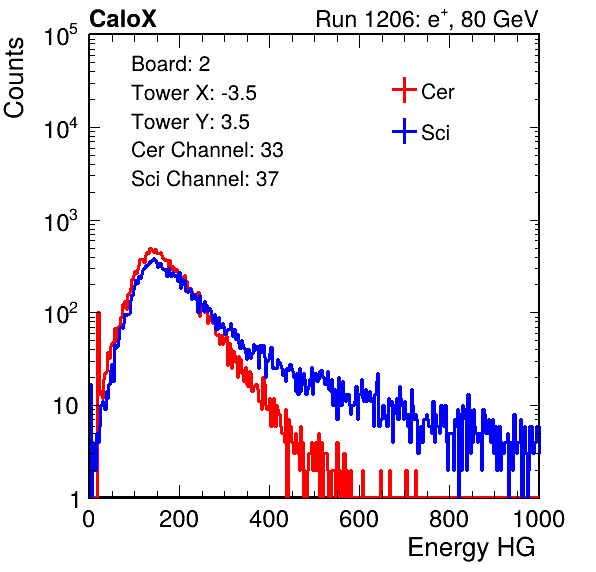 CaloX Run 1206: e⁺, 80 GeV
Counts
10⁵
10⁴
10³
10²
10
1
Board: 2
Tower X: -3.5
Tower Y: 3.5
Cer Channel: 33
Sci Channel: 37
Cer
Sci
0 200 400 600 800 1000
Energy HG